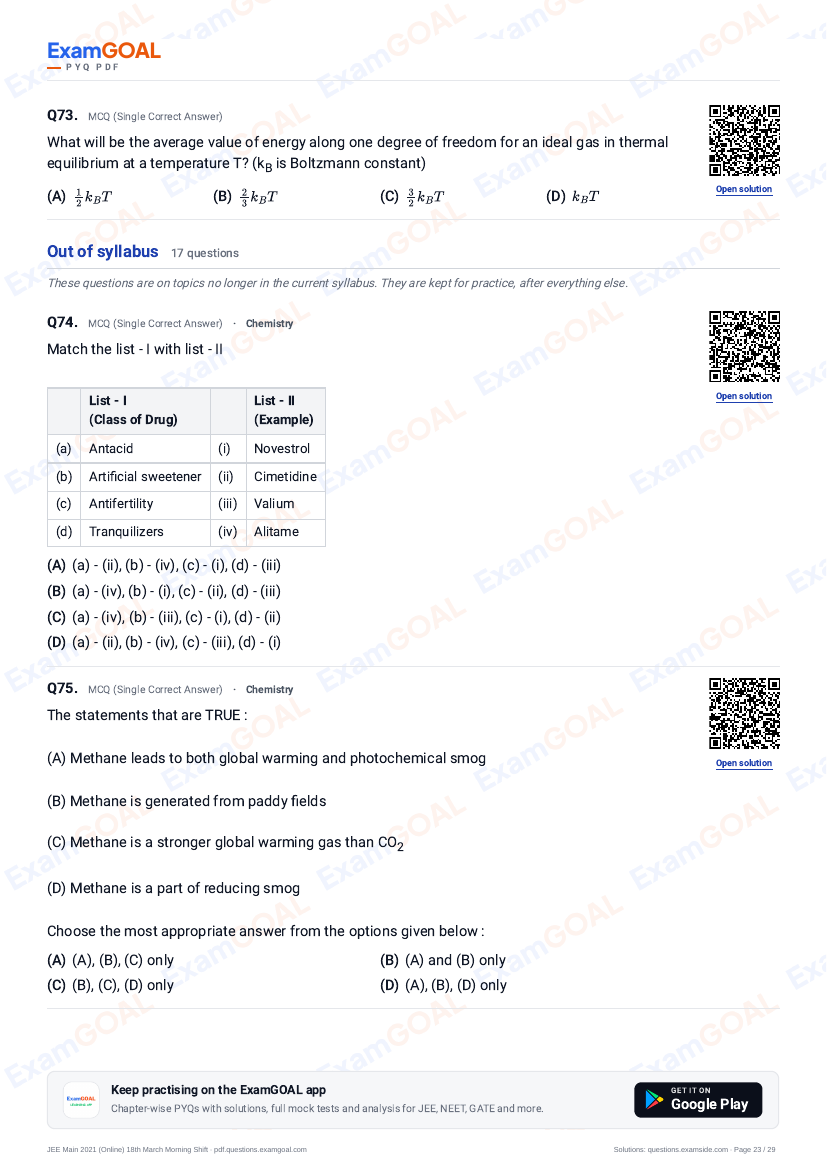 ExamGOAL
PYQ PDF
Q73. MCQ (Single Correct Answer)
What will be the average value of energy along one degree of freedom for an ideal gas in thermal
equilibrium at a temperature T? (k_B is Boltzmann constant)
(A) 1/2 k_B T (B) 2/3 k_B T (C) 3/2 k_B T (D) k_B T
Open solution
Out of syllabus 17 questions
These questions are on topics no longer in the current syllabus. They are kept for practice, after everything else.
Q74. MCQ (Single Correct Answer) · Chemistry
Match the list - I with list - II
Open solution
List - I (Class of Drug) List - II (Example)
(a) Antacid (i) Novestrol
(b) Artificial sweetener (ii) Cimetidine
(c) Antifertility (iii) Valium
(d) Tranquilizers (iv) Alitame
(A) (a) - (ii), (b) - (iv), (c) - (i), (d) - (iii)
(B) (a) - (iv), (b) - (i), (c) - (ii), (d) - (iii)
(C) (a) - (iv), (b) - (iii), (c) - (i), (d) - (ii)
(D) (a) - (ii), (b) - (iv), (c) - (iii), (d) - (i)
Q75. MCQ (Single Correct Answer) · Chemistry
The statements that are TRUE :
Open solution
(A) Methane leads to both global warming and photochemical smog
(B) Methane is generated from paddy fields
(C) Methane is a stronger global warming gas than CO2
(D) Methane is a part of reducing smog
Choose the most appropriate answer from the options given below :
(A) (A), (B), (C) only (B) (A) and (B) only
(C) (B), (C), (D) only (D) (A), (B), (D) only
ExamGOAL
Keep practising on the ExamGOAL app
Chapter-wise PYQs with solutions, full mock tests and analysis for JEE, NEET, GATE and more.
GET IT ON
Google Play
JEE Main 2021 (Online) 18th March Morning Shift · pdf.questions.examgoal.com Solutions: questions.examside.com · Page 23 / 29